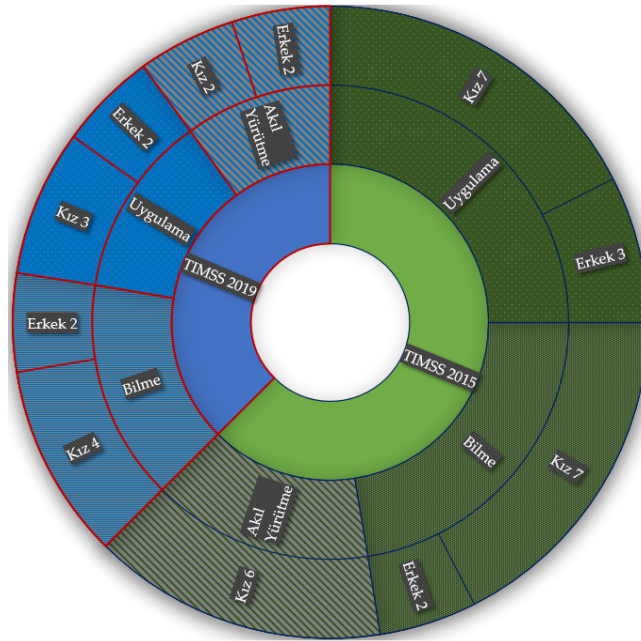 Kız 7
Erkek 3
Uygulama
Kız 7
Erkek 2
Bilme
Kız 6
Akıl
Yürütme
TIMSS 2015
Kız 4
Erkek 2
Bilme
Kız 3
Erkek 2
Uygulama
Kız 2
Erkek 2
Akıl
Yürütme
TIMSS 2019